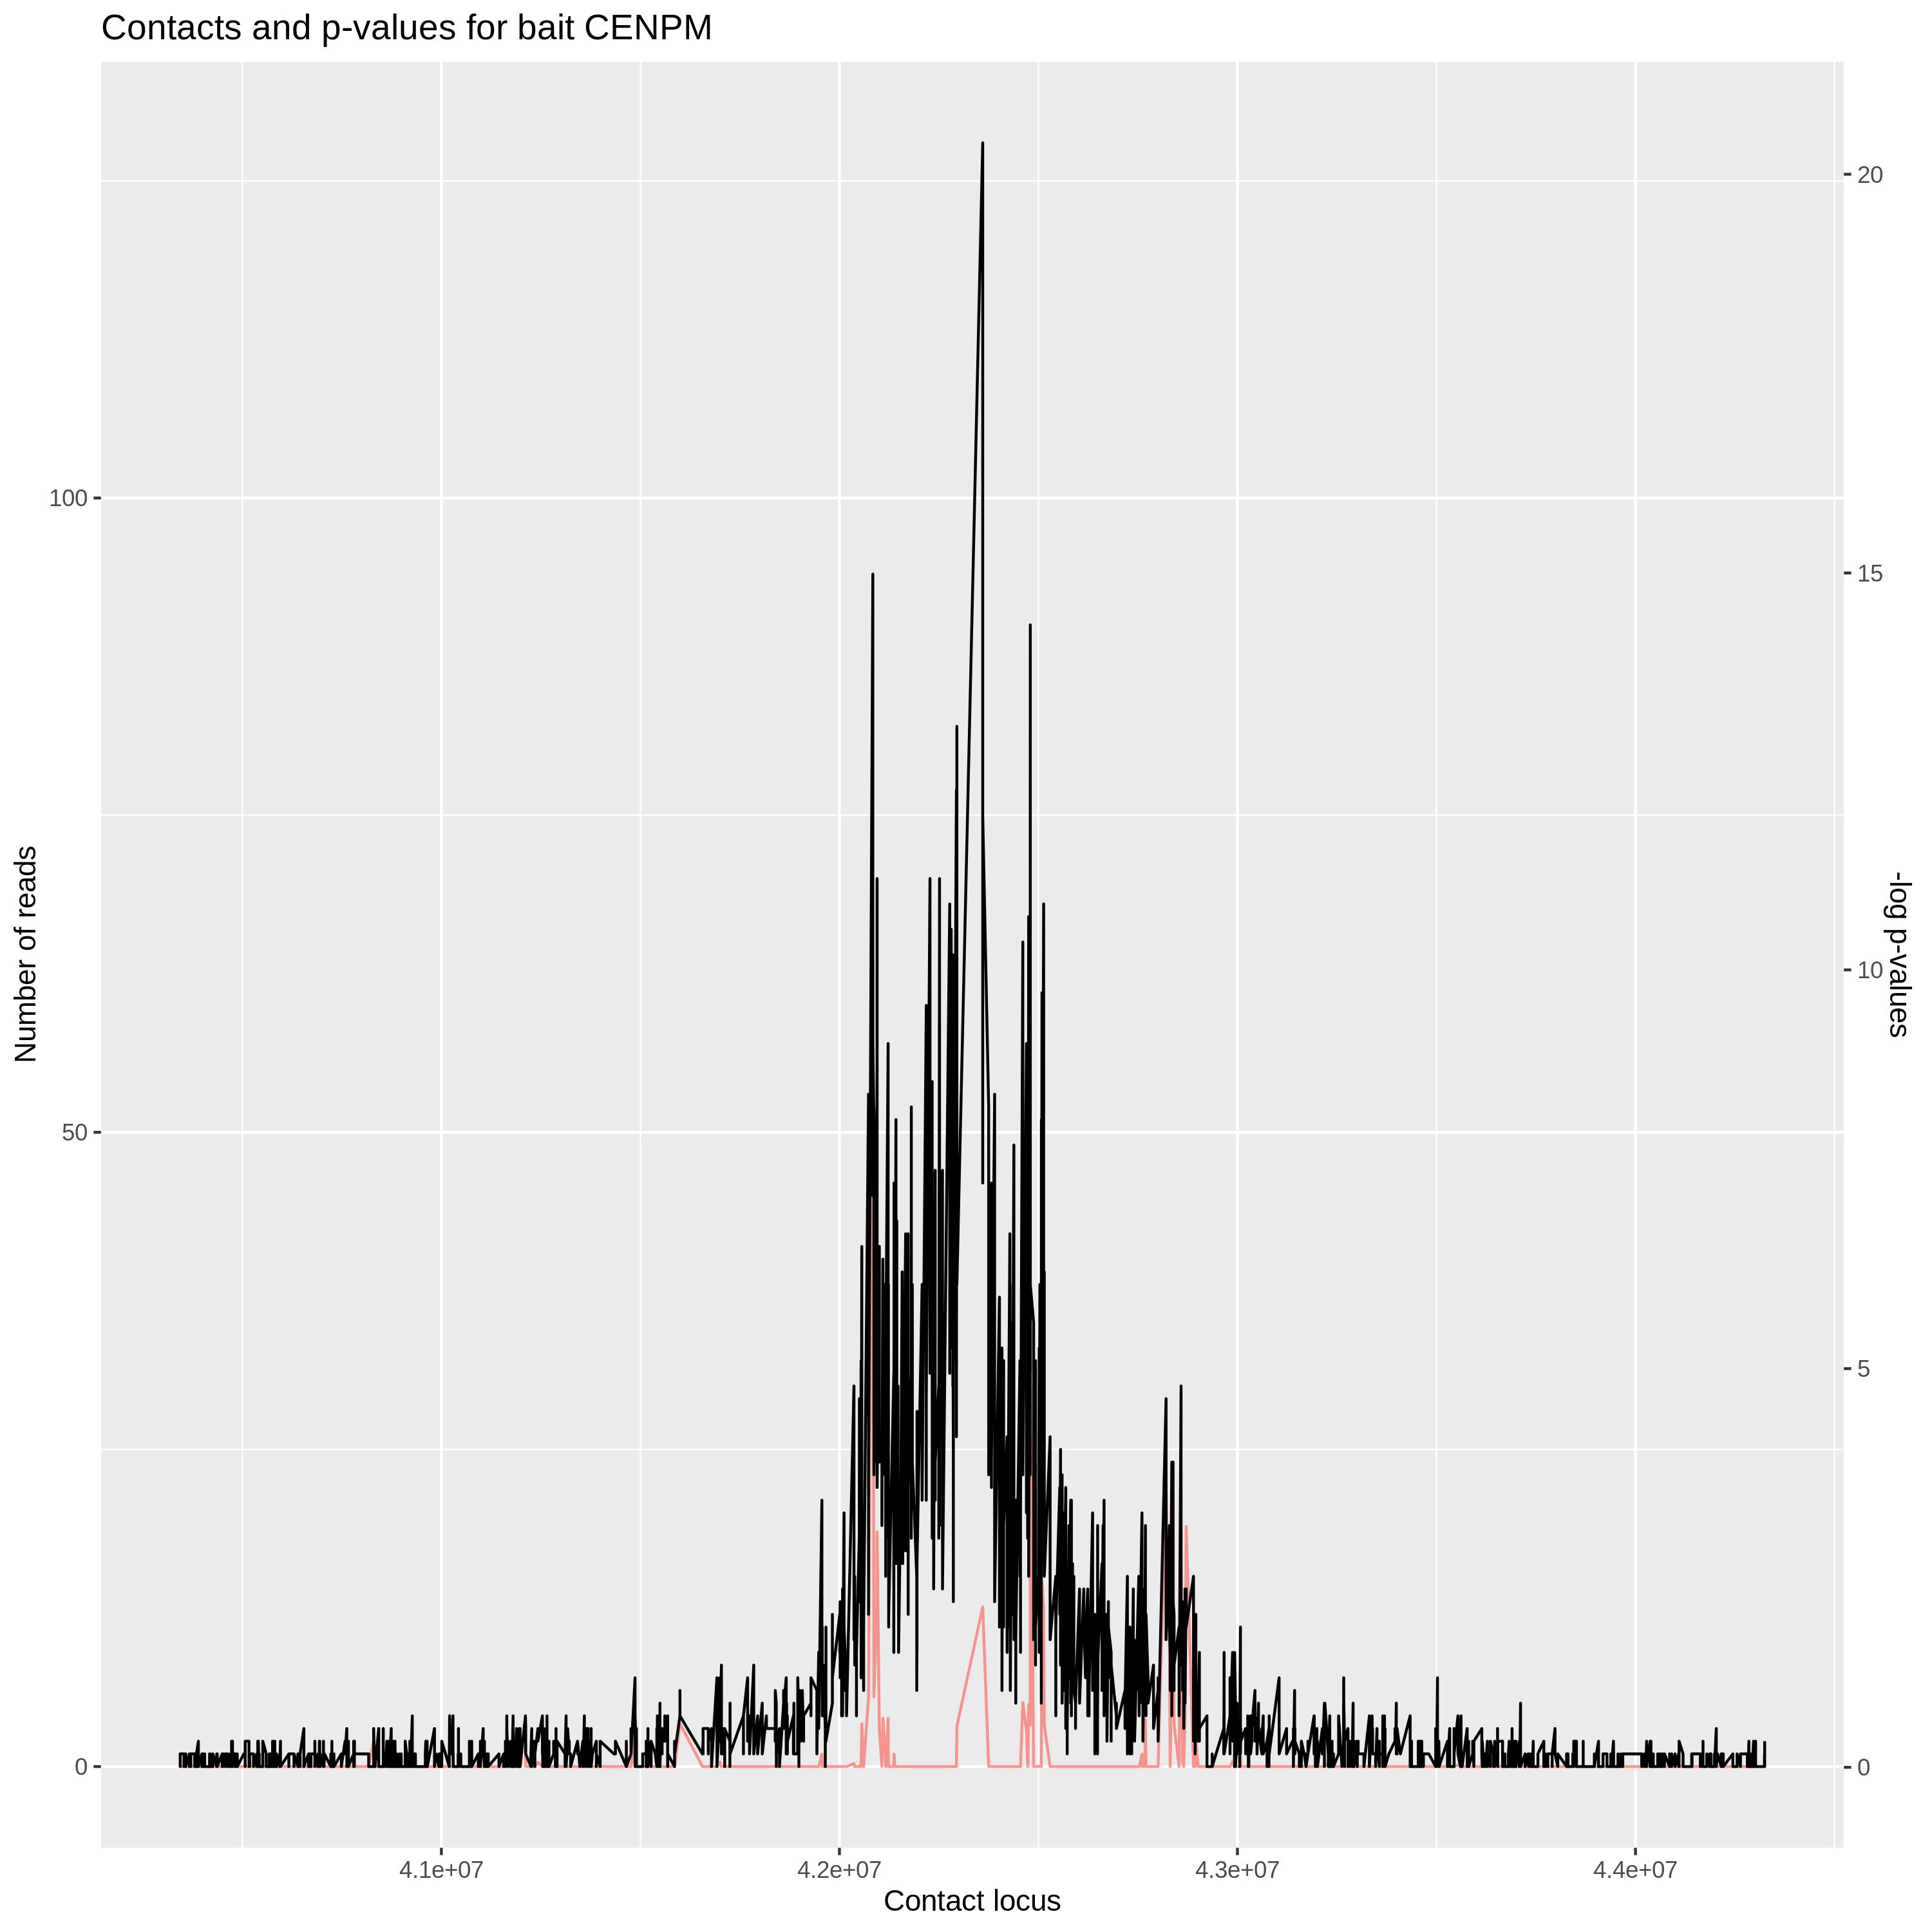 Contacts and p-values for bait CENPM
Number of reads
100
50
0
20
15
10
5
0
-log p-values
4.1e+07
4.2e+07
4.3e+07
4.4e+07
Contact locus